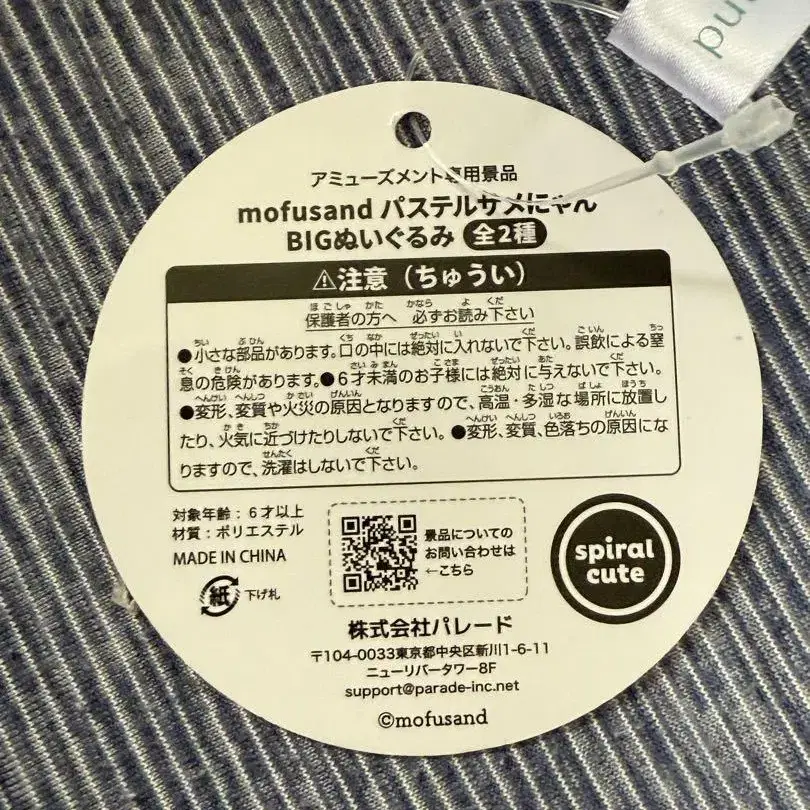 nd
アミューズメント専用景品
mofusand パステルサメにゃん
BIGぬいぐるみ 全2種
⚠注意（ちゅうい）
保護者の方へ 必ずお読み下さい
●小さな部品があります。口の中には絶対に入れないで下さい。誤飲による窒
息の危険があります。●6才未満のお子様には絶対に与えないで下さい。
●変形、変質や火災の原因となりますので、高温・多湿な場所に放置し
たり、火気に近づけたりしないで下さい。●変形、変質、色落ちの原因にな
りますので、洗濯はしないで下さい。
対象年齢：6才以上
材質：ポリエステル
MADE IN CHINA
紙 下げ札
景品についての
お問い合わせは
←こちら
spiral
cute
株式会社パレード
〒104-0033東京都中央区新川1-6-11
ニューリバータワー8F
support@parade-inc.net
©mofusand